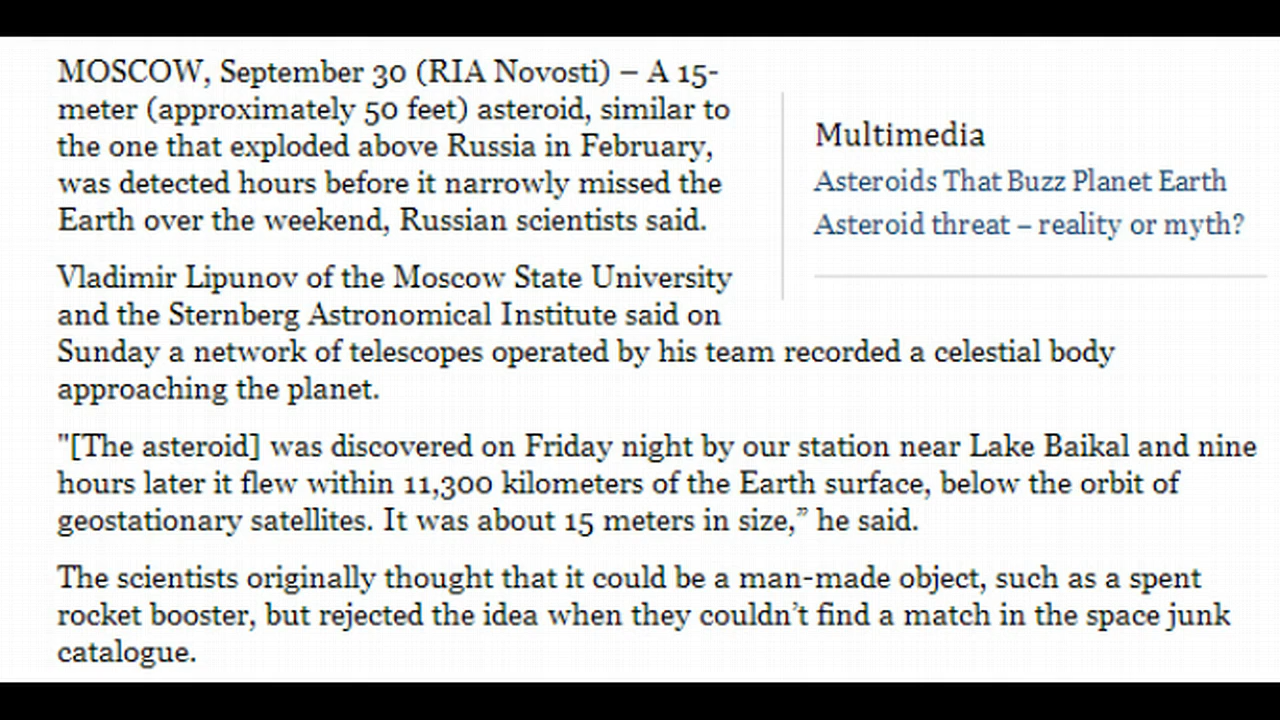 MOSCOW, September 30 (RIA Novosti) – A 15-
meter (approximately 50 feet) asteroid, similar to
the one that exploded above Russia in February,
was detected hours before it narrowly missed the
Earth over the weekend, Russian scientists said.
Vladimir Lipunov of the Moscow State University
and the Sternberg Astronomical Institute said on
Sunday a network of telescopes operated by his team recorded a celestial body
approaching the planet.
"[The asteroid] was discovered on Friday night by our station near Lake Baikal and nine
hours later it flew within 11,300 kilometers of the Earth surface, below the orbit of
geostationary satellites. It was about 15 meters in size,” he said.
The scientists originally thought that it could be a man-made object, such as a spent
rocket booster, but rejected the idea when they couldn’t find a match in the space junk
catalogue.
Multimedia
Asteroids That Buzz Planet Earth
Asteroid threat – reality or myth?